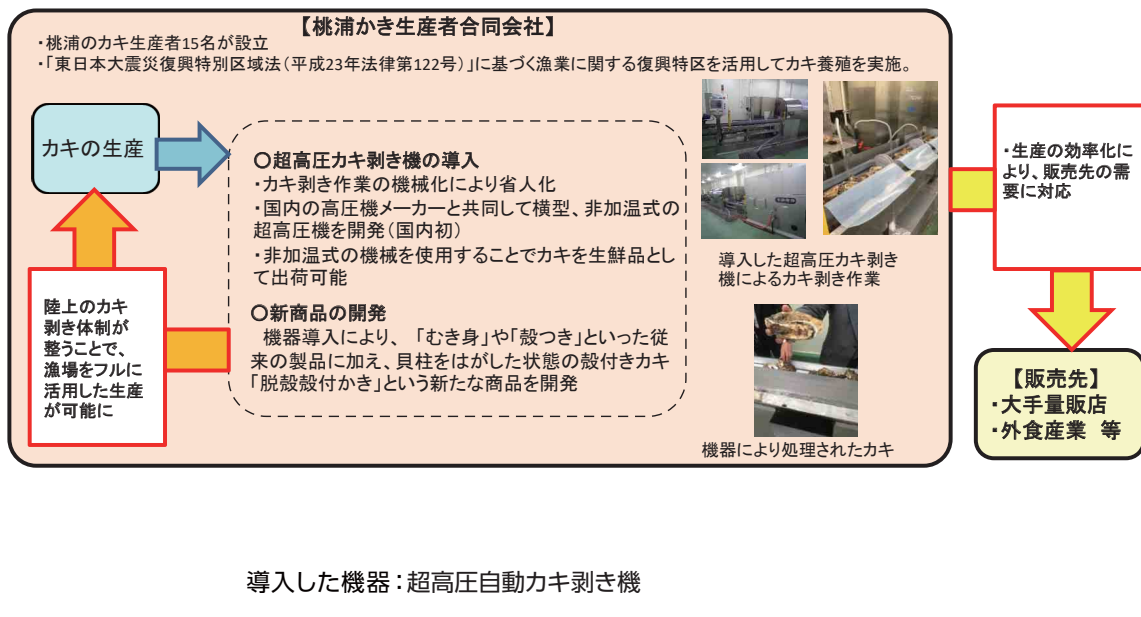 【桃浦かき生産者合同会社】
・桃浦のカキ生産者15名が設立
・「東日本大震災復興特別区域法(平成23年法律第122号)」に基づく漁業に関する復興特区を活用してカキ養殖を実施。
カキの生産
○超高圧カキ剥き機の導入
・カキ剥き作業の機械化により省人化
・国内の高圧機メーカーと共同して横型、非加温式の
超高圧機を開発(国内初)
・非加温式の機械を使用することでカキを生鮮品とし
て出荷可能
○新商品の開発
機器導入により、「むき身」や「殻つき」といった従
来の製品に加え、貝柱をはがした状態の殻付きカキ
「脱殻殻付かき」という新たな商品を開発
陸上のカキ
剥き体制が
整うことで、
漁場をフルに
活用した生産
が可能に
導入した超高圧カキ剥き
機によるカキ剥き作業
機器により処理されたカキ
・生産の効率化に
より、販売先の需
要に対応
【販売先】
・大手量販店
・外食産業 等
導入した機器:超高圧自動カキ剥き機